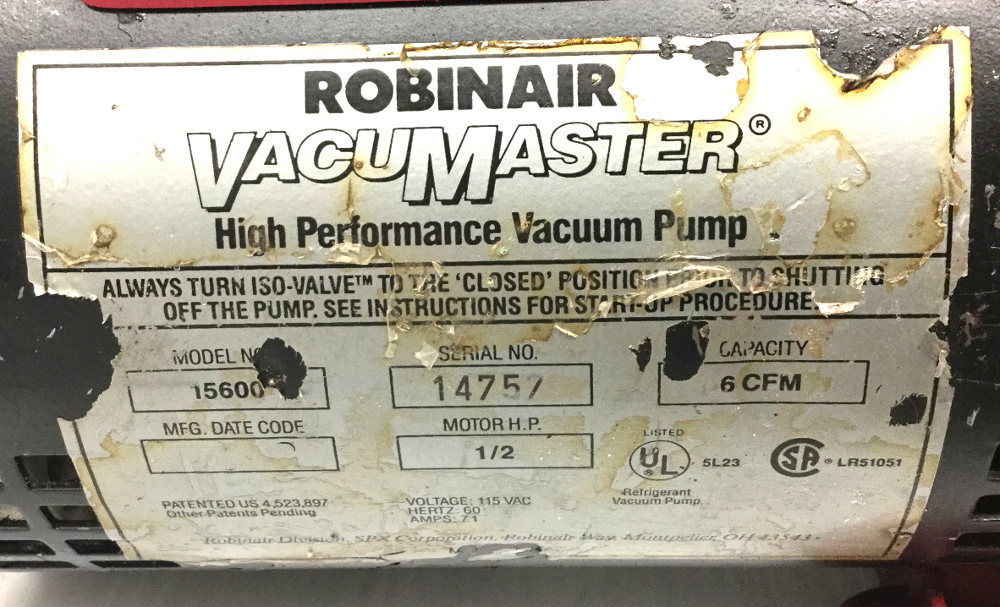 ROBINAIR
VACUMASTER®
High Performance Vacuum Pump
ALWAYS TURN ISO-VALVE™ TO THE 'CLOSED' POSITION PRIOR TO SHUTTING
OFF THE PUMP. SEE INSTRUCTIONS FOR START-UP PROCEDURE.
MODEL NO. SERIAL NO. CAPACITY
15600 14757 6 CFM
MFG. DATE CODE MOTOR H.P. LISTED
1/2 UL® 5L23 SA® LR51051
Refrigerant
Vacuum Pump
PATENTED US 4,523,897 VOLTAGE: 115 VAC
Other Patents Pending HERTZ: 60
AMPS: 7.1
Robinair Division, SPX Corporation, Robinair Way, Montpelier, OH 43543